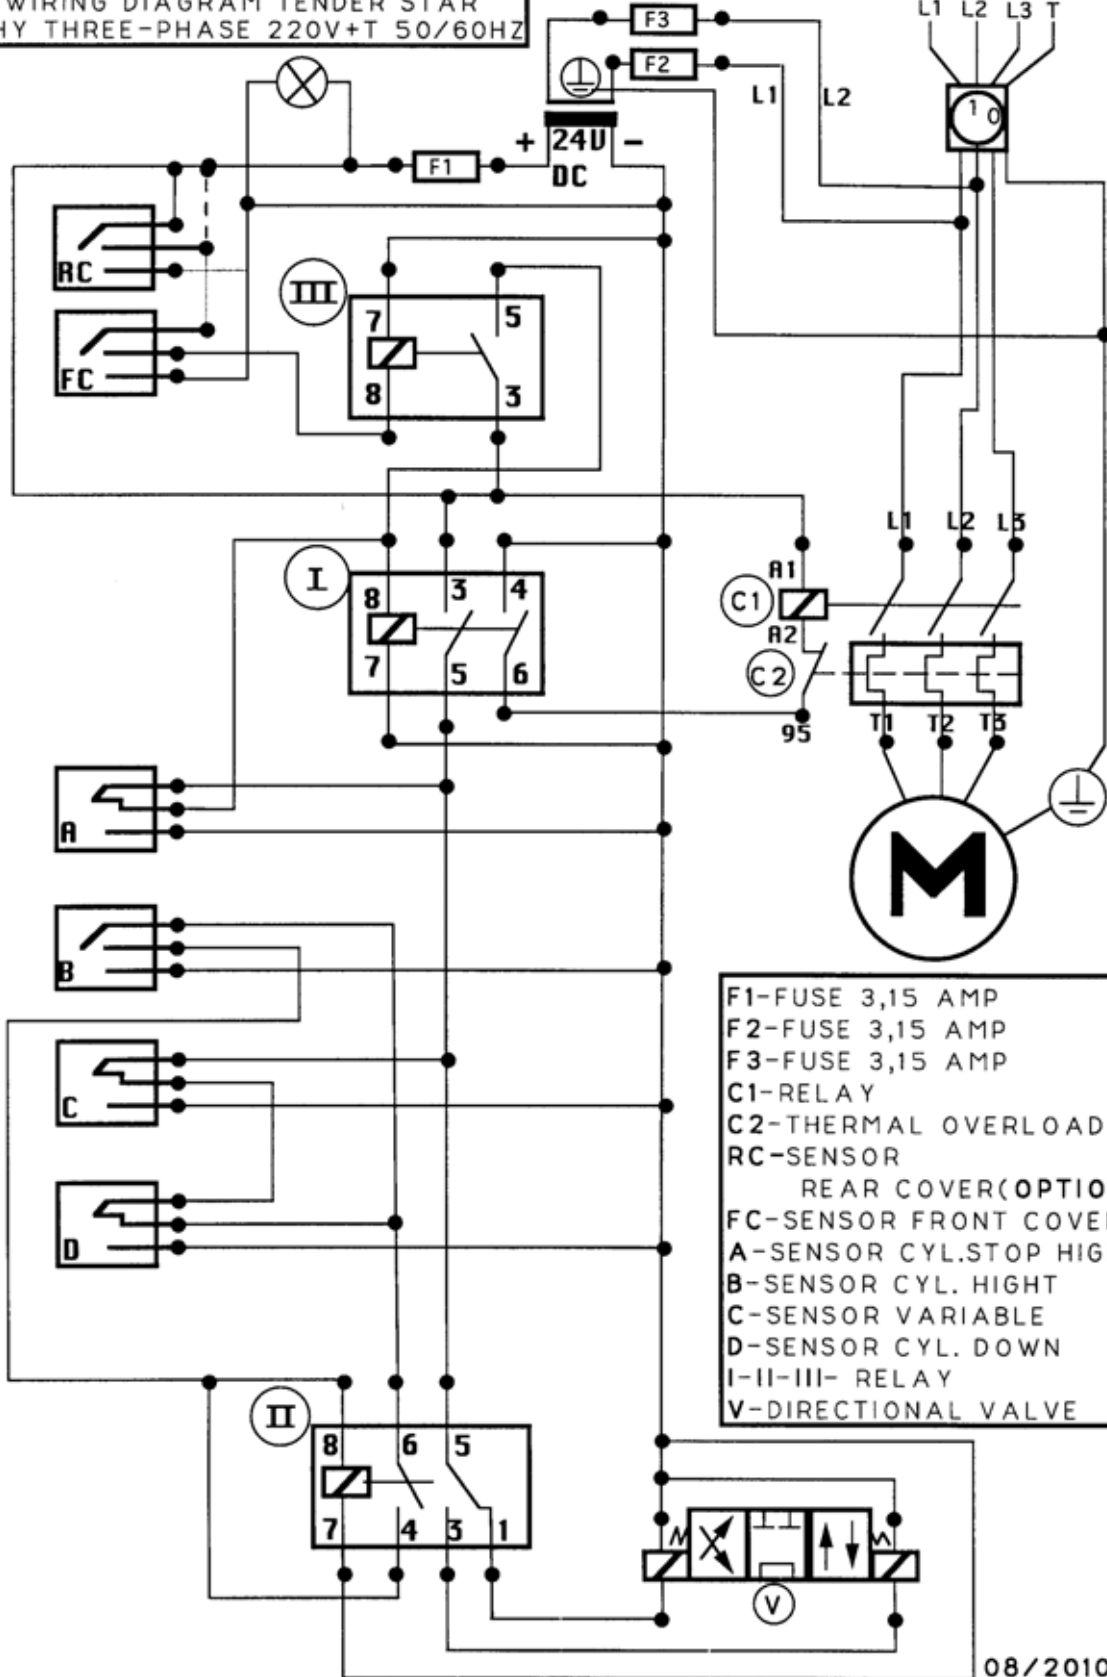 WIRING DIAGRAM TENDER STAR
HY THREE-PHASE 220V+T 50/60HZ
L1 L2 L3 T
F3
F2
L1 L2
1 0
+ 24V -
DC
F1
RC
III
7 5
8 3
FC
L1 L2 L3
I
8 3 4
7 5 6
A1
C1
A2
C2
95
T1 T2 T3
A
M
B
C
D
F1-FUSE 3,15 AMP
F2-FUSE 3,15 AMP
F3-FUSE 3,15 AMP
C1-RELAY
C2-THERMAL OVERLOAD
RC-SENSOR
REAR COVER(OPTIO
FC-SENSOR FRONT COVE
A-SENSOR CYL.STOP HIG
B-SENSOR CYL. HIGHT
C-SENSOR VARIABLE
D-SENSOR CYL. DOWN
I-II-III- RELAY
V-DIRECTIONAL VALVE
II
8 6 5
7 4 3 1
V
08/2010